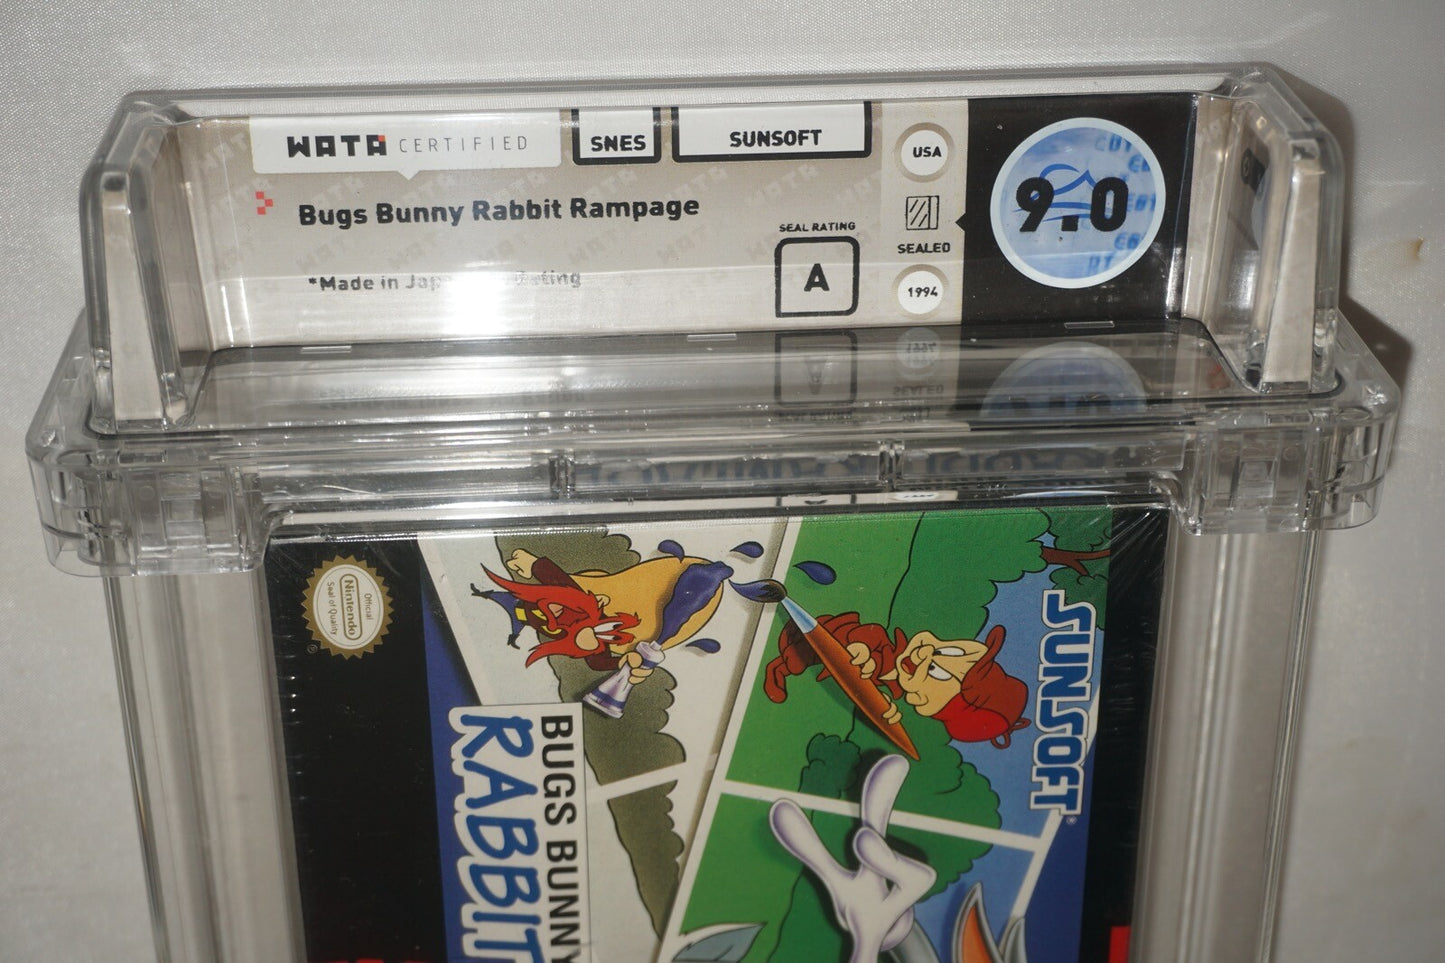 WATA CERTIFIED
SNES
SUNSOFT
USA
9.0
Bugs Bunny Rabbit Rampage
SEAL RATING
A
SEALED
*Made in
1994
Official
Nintendo
Seal of Quality
®
SUNSOFT®
BUGS BUNNY
RABBIT